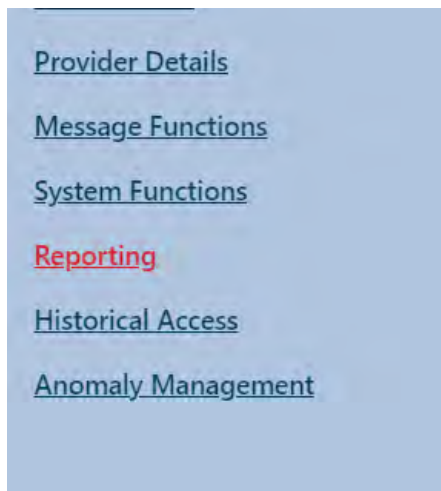 Provider Details
Message Functions
System Functions
Reporting
Historical Access
Anomaly Management